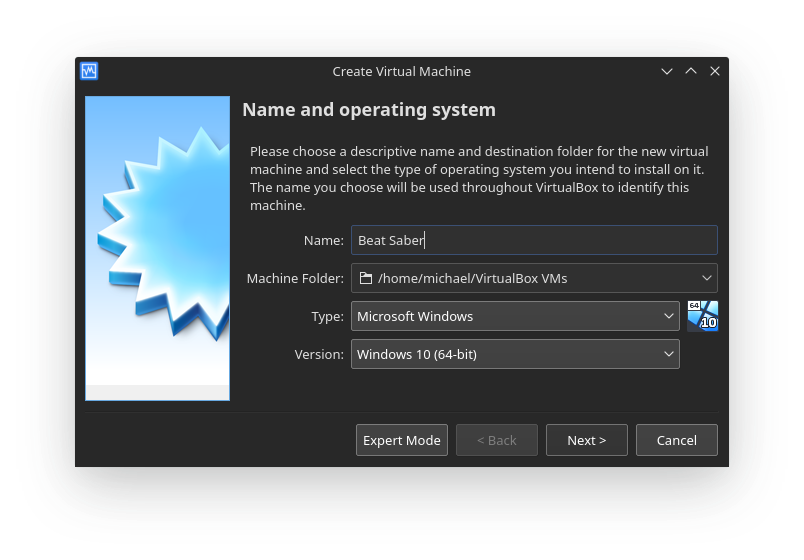 Create Virtual Machine
Name and operating system
Please choose a descriptive name and destination folder for the new virtual
machine and select the type of operating system you intend to install on it.
The name you choose will be used throughout VirtualBox to identify this
machine.
Name: Beat Saber
Machine Folder: /home/michael/VirtualBox VMs
Type: Microsoft Windows
64
10
Version: Windows 10 (64-bit)
Expert Mode < Back Next > Cancel